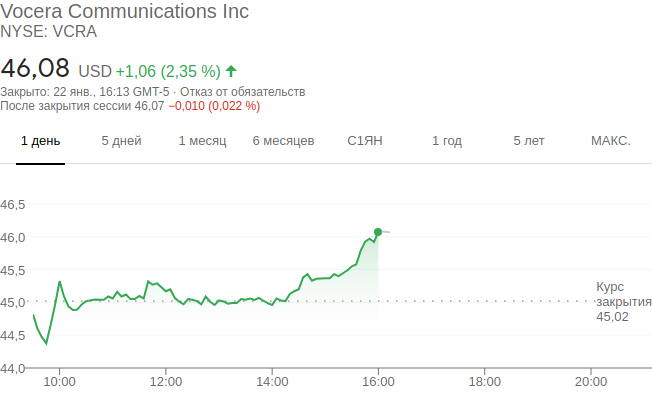 Vocera Communications Inc
NYSE: VCRA
46,08 USD +1,06 (2,35 %)
Закрыто: 22 янв., 16:13 GMT-5 · Отказ от обязательств
После закрытия сессии 46,07 −0,010 (0,022 %)
1 день 5 дней 1 месяц 6 месяцев С1ЯН 1 год 5 лет МАКС.
46,5
46,0
45,5
45,0
44,5
44,0
Курс
закрытия
45,02
10:00 12:00 14:00 16:00 18:00 20:00